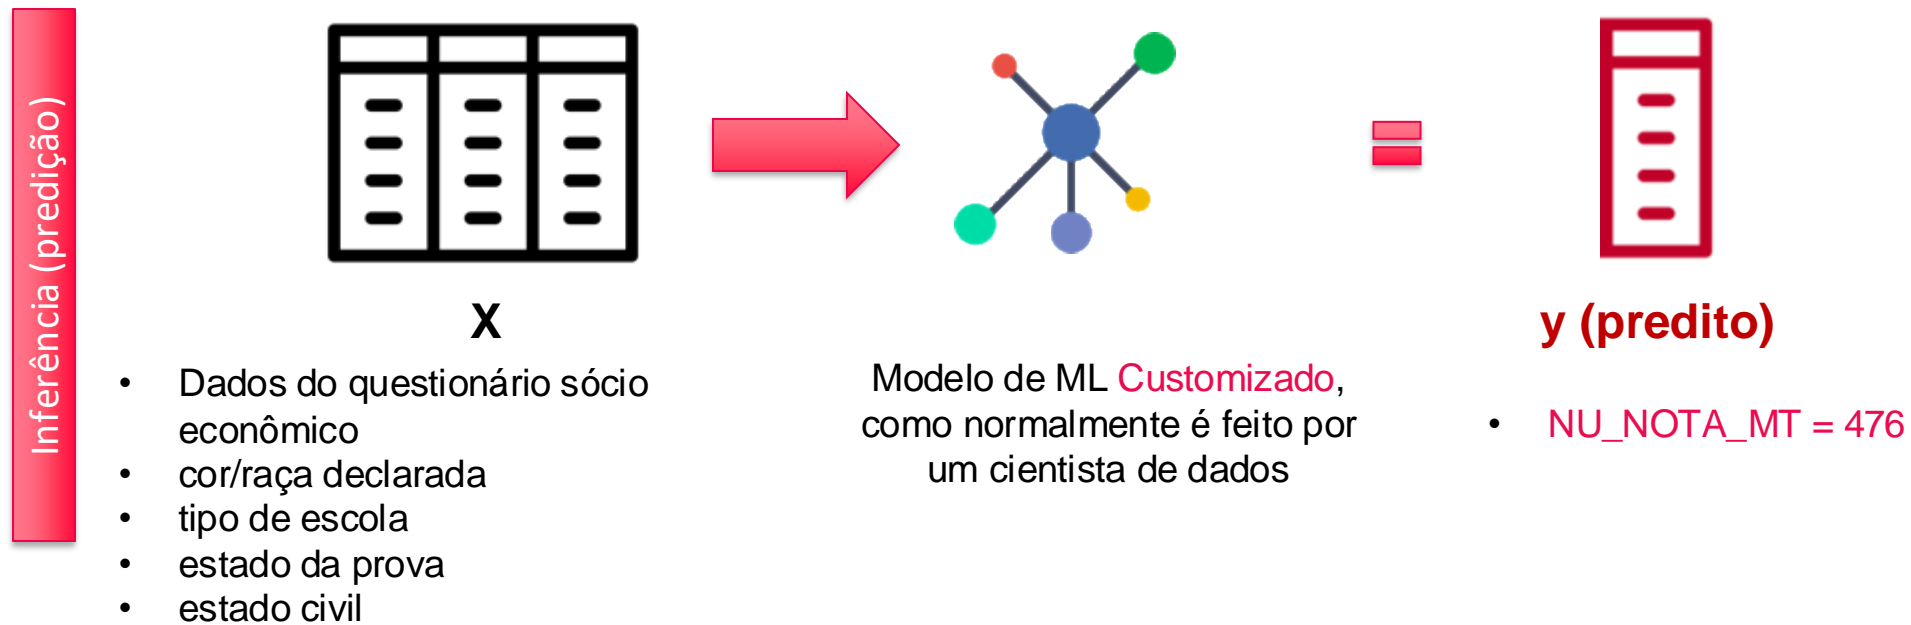 Inferência (predição)
X
• Dados do questionário sócio
econômico
• cor/raça declarada
• tipo de escola
• estado da prova
• estado civil
Modelo de ML Customizado,
como normalmente é feito por
um cientista de dados
y (predito)
• NU_NOTA_MT = 476